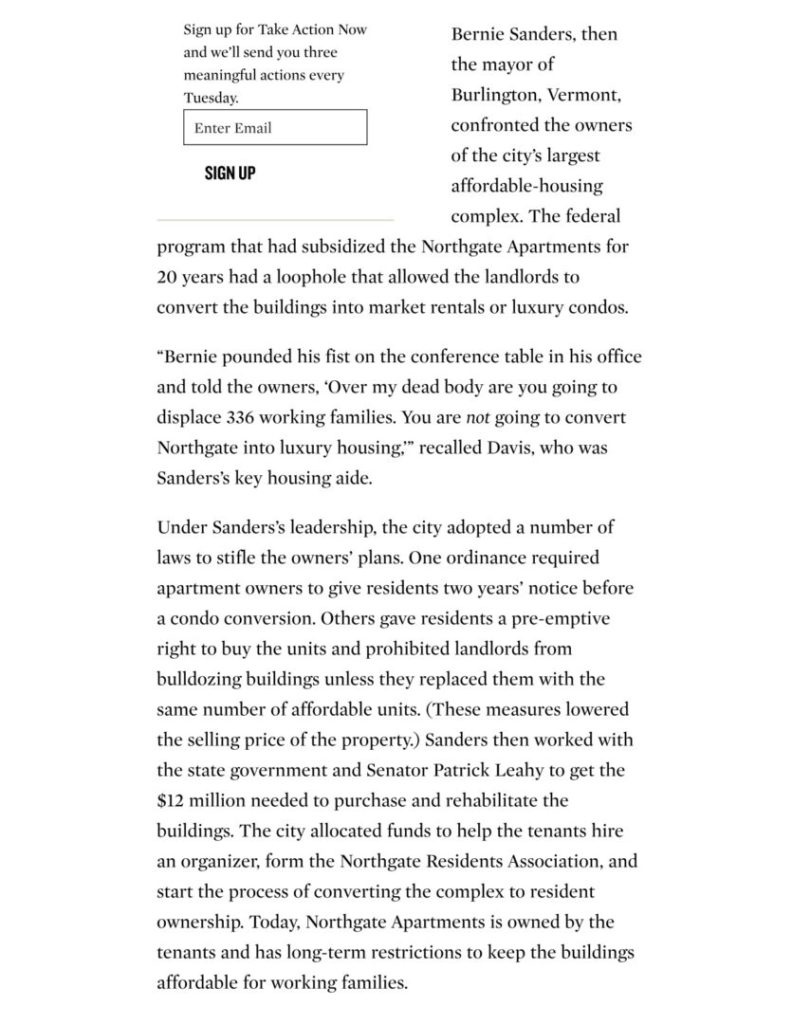 Sign up for Take Action Now
and we’ll send you three
meaningful actions every
Tuesday.
Enter Email
SIGN UP
Bernie Sanders, then
the mayor of
Burlington, Vermont,
confronted the owners
of the city’s largest
affordable-housing
complex. The federal
program that had subsidized the Northgate Apartments for
20 years had a loophole that allowed the landlords to
convert the buildings into market rentals or luxury condos.
“Bernie pounded his fist on the conference table in his office
and told the owners, ‘Over my dead body are you going to
displace 336 working families. You are not going to convert
Northgate into luxury housing,’” recalled Davis, who was
Sanders’s key housing aide.
Under Sanders’s leadership, the city adopted a number of
laws to stifle the owners’ plans. One ordinance required
apartment owners to give residents two years’ notice before
a condo conversion. Others gave residents a pre-emptive
right to buy the units and prohibited landlords from
bulldozing buildings unless they replaced them with the
same number of affordable units. (These measures lowered
the selling price of the property.) Sanders then worked with
the state government and Senator Patrick Leahy to get the
$12 million needed to purchase and rehabilitate the
buildings. The city allocated funds to help the tenants hire
an organizer, form the Northgate Residents Association, and
start the process of converting the complex to resident
ownership. Today, Northgate Apartments is owned by the
tenants and has long-term restrictions to keep the buildings
affordable for working families.